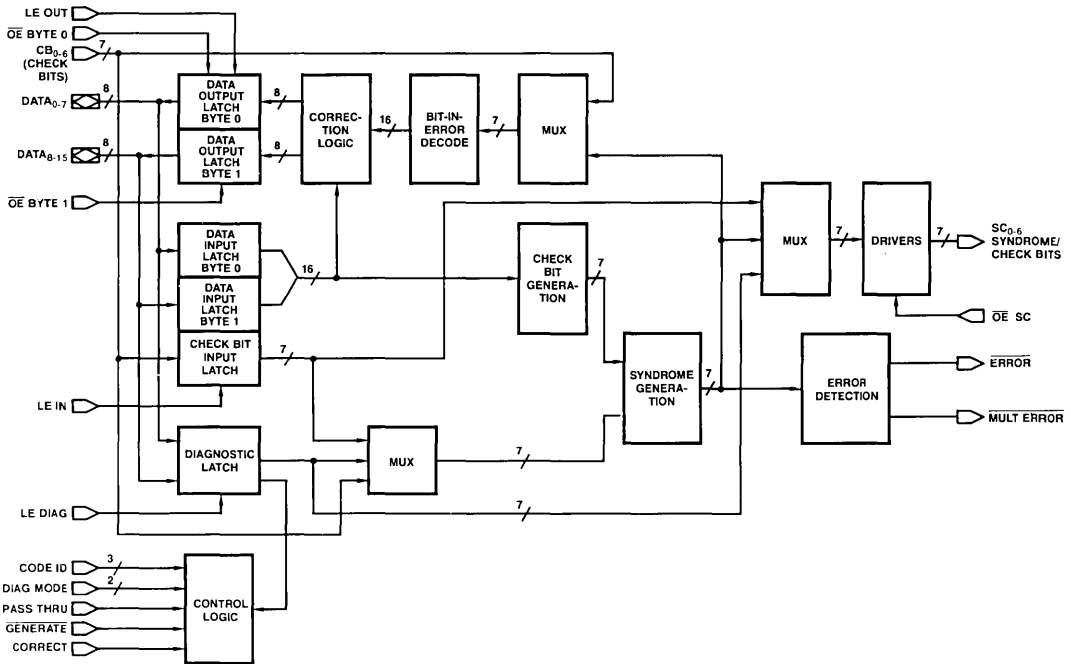 LE OUT
OE BYTE 0
CB0-6
(CHECK
BITS)
7
DATA0-7
8
DATA8-15
8
OE BYTE 1
DATA
OUTPUT
LATCH
BYTE 0
DATA
OUTPUT
LATCH
BYTE 1
8
8
CORREC-
TION
LOGIC
16
BIT-IN-
ERROR
DECODE
7
MUX
DATA
INPUT
LATCH
BYTE 0
DATA
INPUT
LATCH
BYTE 1
16
CHECK
BIT
GENERA-
TION
7
MUX
7
DRIVERS
7
SC0-6
SYNDROME/
CHECK BITS
OE SC
CHECK BIT
INPUT
LATCH
7
LE IN
SYNDROME
GENERA-
TION
7
ERROR
DETECTION
ERROR
MULT ERROR
DIAGNOSTIC
LATCH
MUX
7
LE DIAG
7
CODE ID
3
DIAG MODE
2
PASS THRU
GENERATE
CORRECT
CONTROL
LOGIC